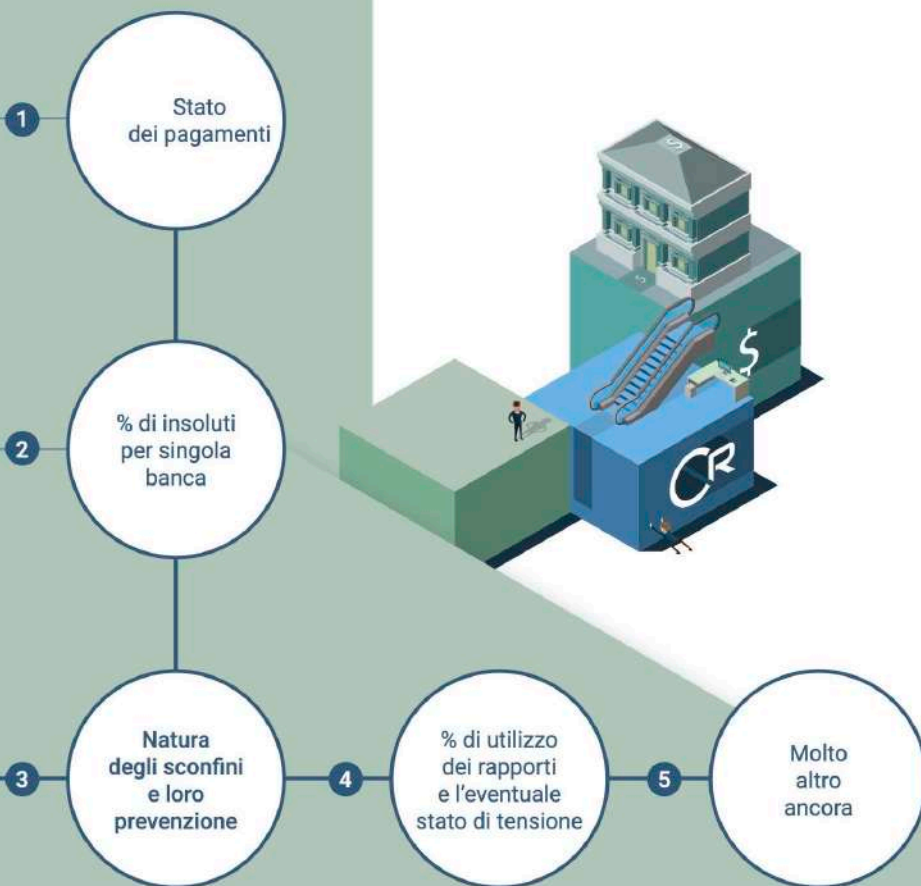 1
Stato
dei pagamenti
2
% di insoluti
per singola
banca
3
Natura
degli sconfini
e loro
prevenzione
4
% di utilizzo
dei rapporti
e l'eventuale
stato di tensione
5
Molto
altro
ancora
$
$
CR